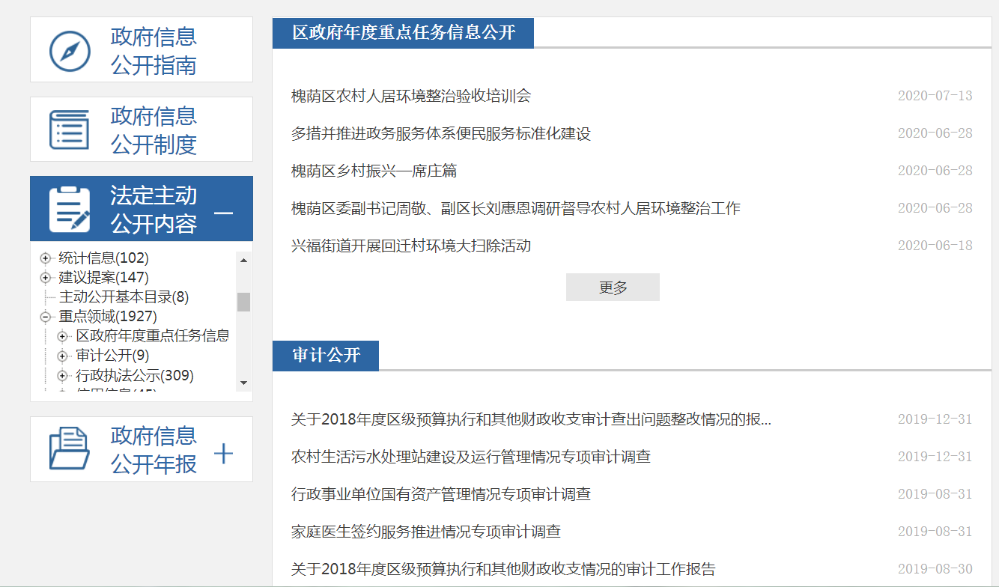 政府信息
公开指南
政府信息
公开制度
法定主动
公开内容
统计信息(102)
建议提案(147)
主动公开基本目录(8)
重点领域(1927)
区政府年度重点任务信息
审计公开(9)
行政执法公示(309)
政府信息
公开年报
区政府年度重点任务信息公开
槐荫区农村人居环境整治验收培训会 2020-07-13
多措并推进政务服务体系便民服务标准化建设 2020-06-28
槐荫区乡村振兴—席庄篇 2020-06-28
槐荫区委副书记周敬、副区长刘惠恩调研督导农村人居环境整治工作 2020-06-28
兴福街道开展回迁村环境大扫除活动 2020-06-18
更多
审计公开
关于2018年度区级预算执行和其他财政收支审计查出问题整改情况的报... 2019-12-31
农村生活污水处理站建设及运行管理情况专项审计调查 2019-12-31
行政事业单位国有资产管理情况专项审计调查 2019-08-31
家庭医生签约服务推进情况专项审计调查 2019-08-31
关于2018年度区级预算执行和其他财政收支情况的审计工作报告 2019-08-30